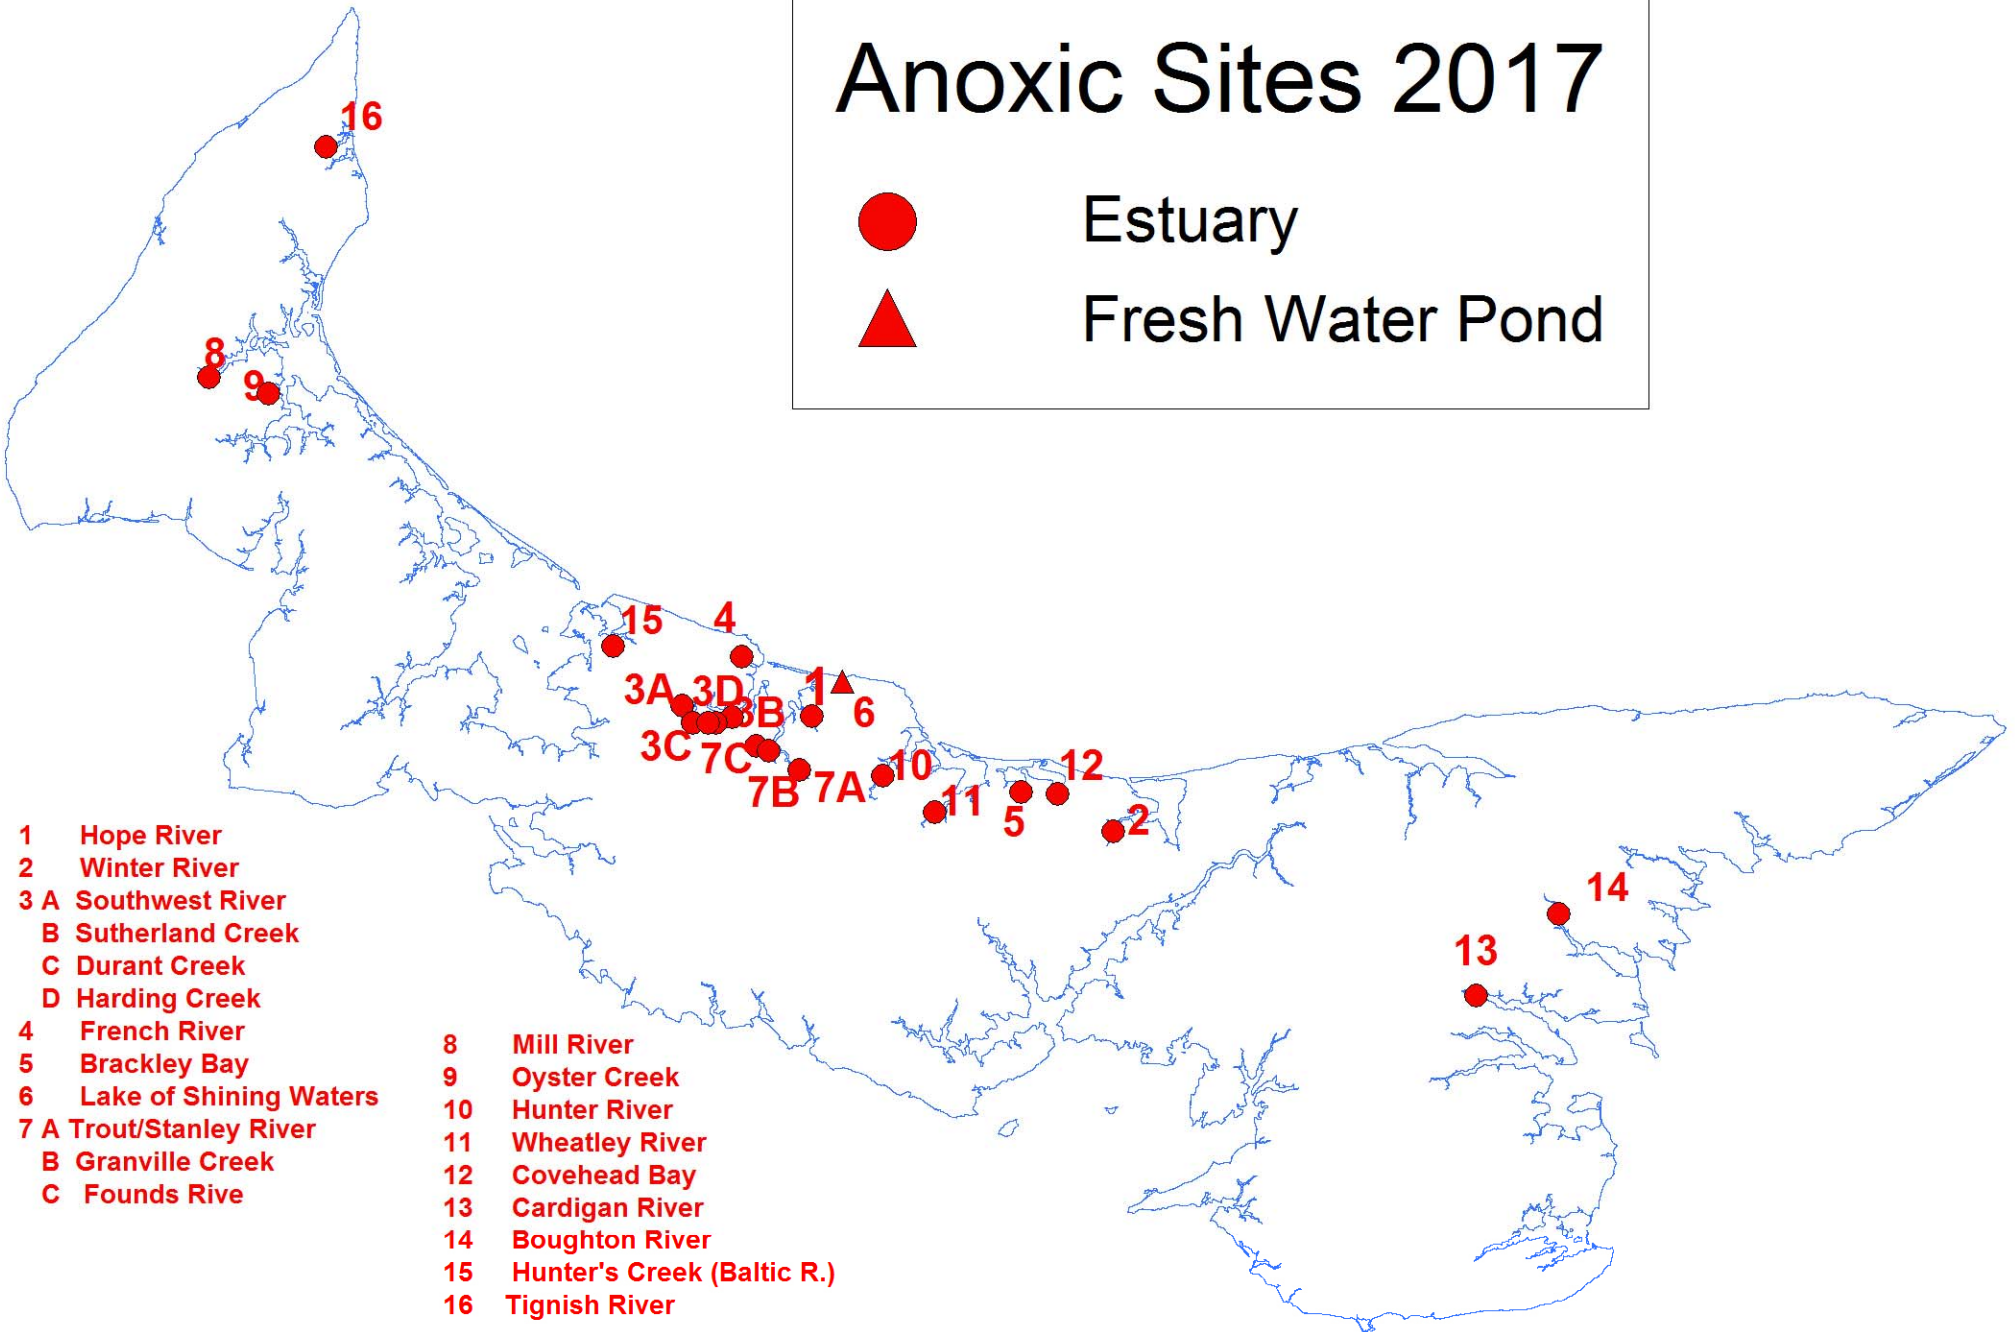 Anoxic Sites 2017
Estuary
Fresh Water Pond
16
8
9
15
4
3A
3D
3B
1
6
3C
7C
7B
7A
10
11
5
12
2
14
13
1 Hope River
2 Winter River
3 A Southwest River
B Sutherland Creek
C Durant Creek
D Harding Creek
4 French River
5 Brackley Bay
6 Lake of Shining Waters
7 A Trout/Stanley River
B Granville Creek
C Founds Rive
8 Mill River
9 Oyster Creek
10 Hunter River
11 Wheatley River
12 Covehead Bay
13 Cardigan River
14 Boughton River
15 Hunter's Creek (Baltic R.)
16 Tignish River